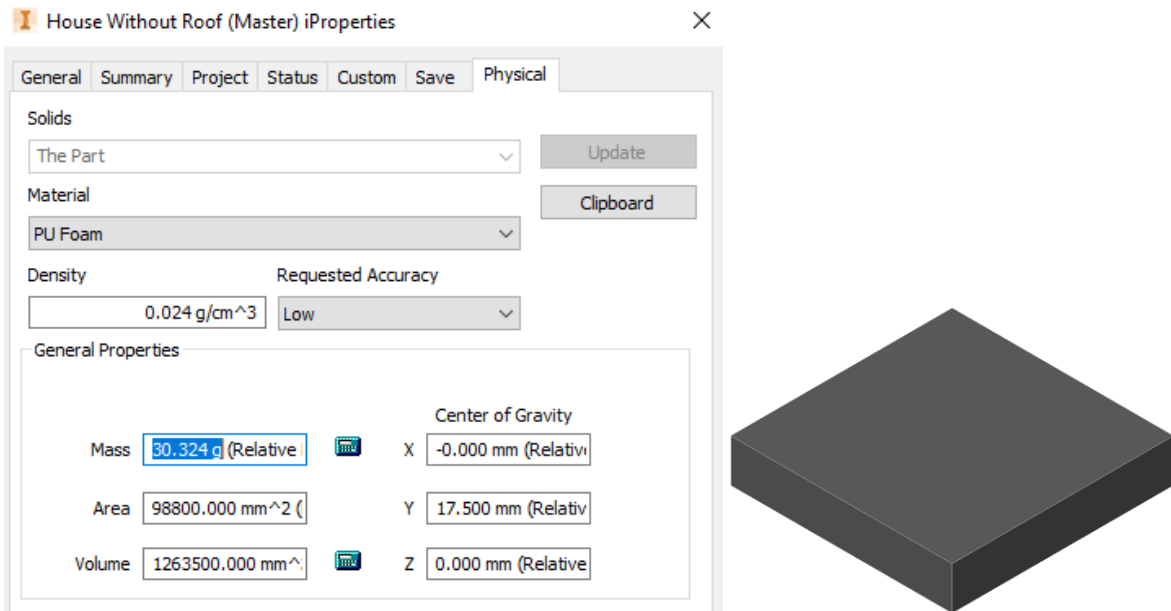 House Without Roof (Master) iProperties
General Summary Project Status Custom Save Physical
Solids
The Part
Update
Material
Clipboard
PU Foam
Density Requested Accuracy
0.024 g/cm^3 Low
General Properties
Center of Gravity
Mass 30.324 g (Relative X -0.000 mm (Relativ
Area 98800.000 mm^2 ( Y 17.500 mm (Relativ
Volume 1263500.000 mm^ Z 0.000 mm (Relative